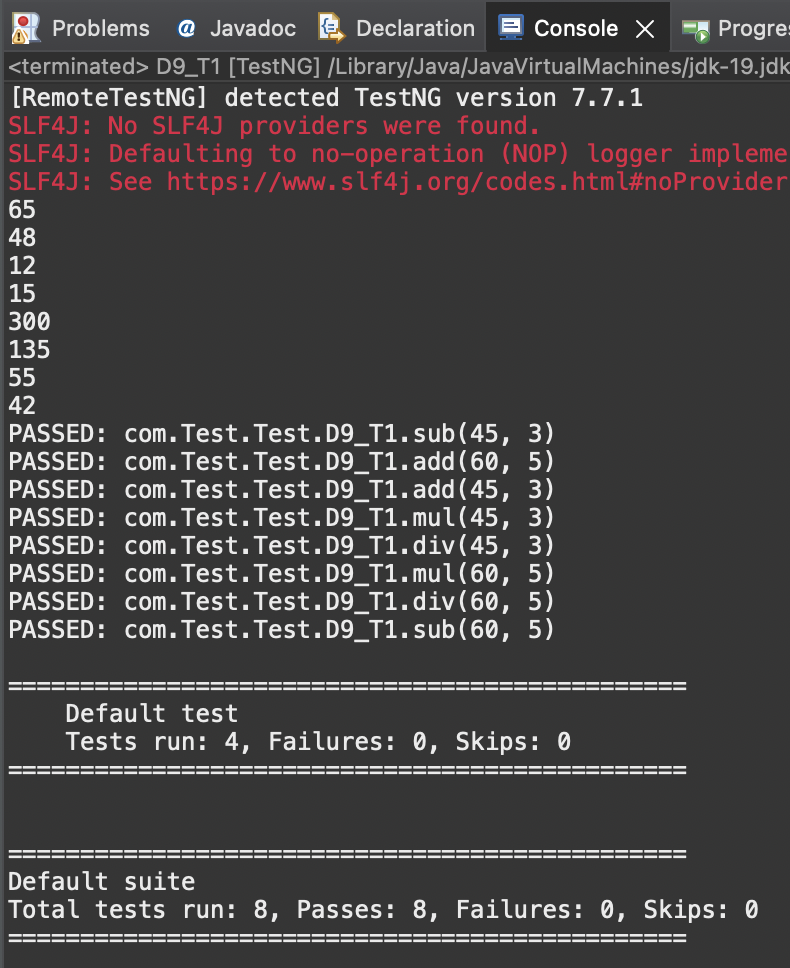 Problems Javadoc Declaration Console Progres
<terminated> D9_T1 [TestNG] /Library/Java/JavaVirtualMachines/jdk-19.jdk
[RemoteTestNG] detected TestNG version 7.7.1
SLF4J: No SLF4J providers were found.
SLF4J: Defaulting to no-operation (NOP) logger impleme
SLF4J: See https://www.slf4j.org/codes.html#noProvider
65
48
12
15
300
135
55
42
PASSED: com.Test.Test.D9_T1.sub(45, 3)
PASSED: com.Test.Test.D9_T1.add(60, 5)
PASSED: com.Test.Test.D9_T1.add(45, 3)
PASSED: com.Test.Test.D9_T1.mul(45, 3)
PASSED: com.Test.Test.D9_T1.div(45, 3)
PASSED: com.Test.Test.D9_T1.mul(60, 5)
PASSED: com.Test.Test.D9_T1.div(60, 5)
PASSED: com.Test.Test.D9_T1.sub(60, 5)
===============================================
Default test
Tests run: 4, Failures: 0, Skips: 0
===============================================
===============================================
Default suite
Total tests run: 8, Passes: 8, Failures: 0, Skips: 0
===============================================